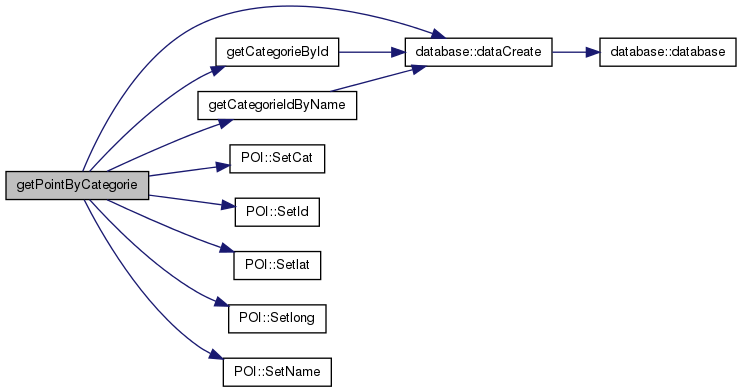 getCategorieById
database::dataCreate
database::database
getCategorieIdByName
POI::SetCat
getPointByCategorie
POI::SetId
POI::Setlat
POI::Setlong
POI::SetName